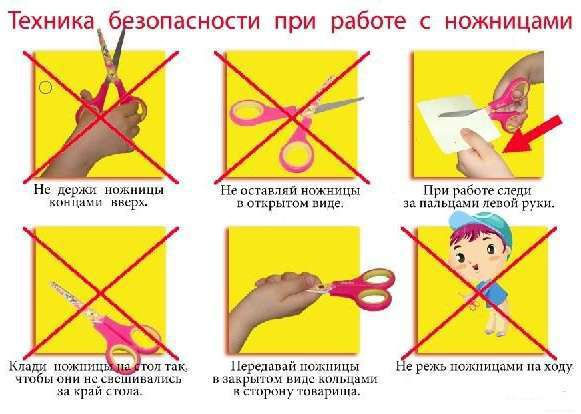 Техника безопасности при работе с ножницами
Не держи ножницы
концами вверх.
Не оставляй ножницы
в открытом виде.
При работе следи
за пальцами левой руки.
Клади ножницы на стол так,
чтобы они не свешивались
за край стола.
Передавай ножницы
в закрытом виде кольцами
в сторону товарища.
Не режь ножницами на ходу